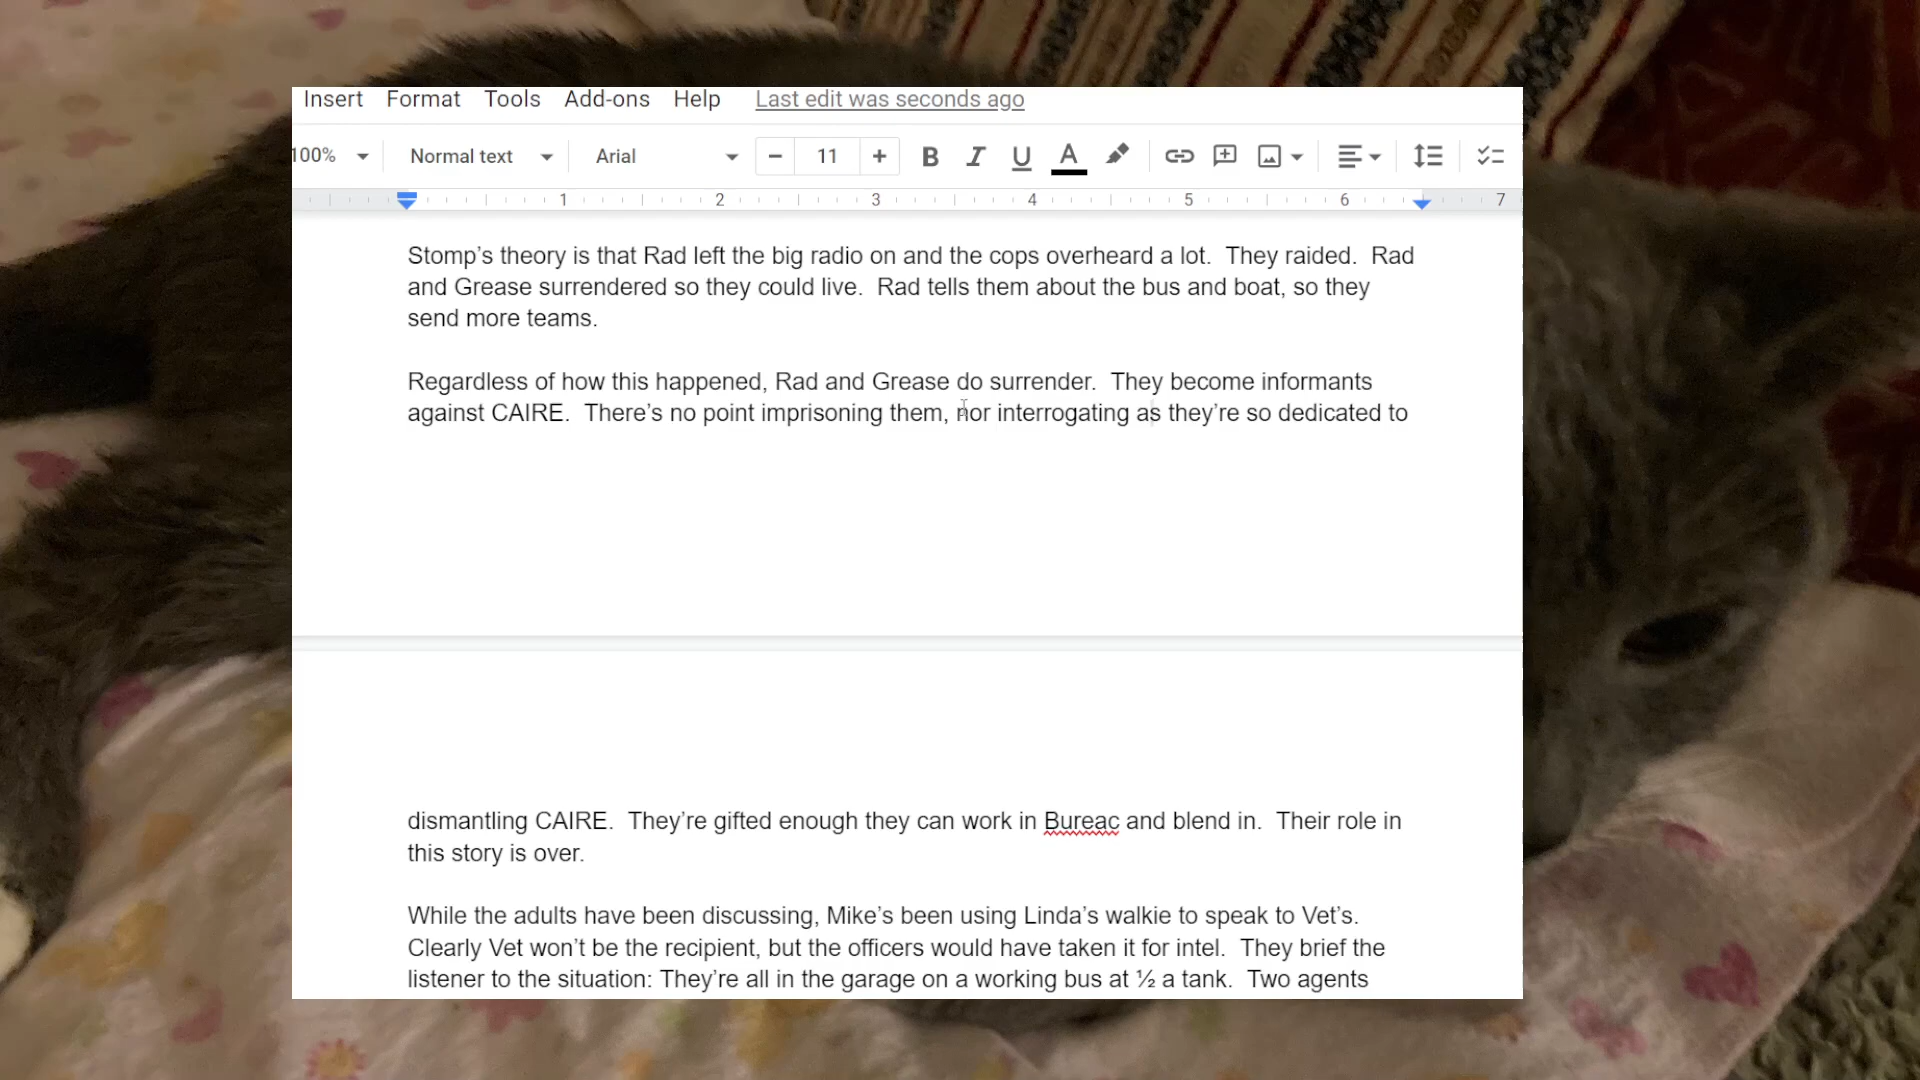 Insert Format Tools Add-ons Help Last edit was seconds ago
100% Normal text Arial - 11 + B I U A
1 2 3 4 5 6 7
Stomp’s theory is that Rad left the big radio on and the cops overheard a lot.  They raided.  Rad
and Grease surrendered so they could live.  Rad tells them about the bus and boat, so they
send more teams.
Regardless of how this happened, Rad and Grease do surrender.  They become informants
against CAIRE.  There’s no point imprisoning them, nor interrogating as they’re so dedicated to
dismantling CAIRE.  They’re gifted enough they can work in Bureac and blend in.  Their role in
this story is over.
While the adults have been discussing, Mike’s been using Linda’s walkie to speak to Vet’s.
Clearly Vet won’t be the recipient, but the officers would have taken it for intel.  They brief the
listener to the situation: They’re all in the garage on a working bus at ½ a tank.  Two agents